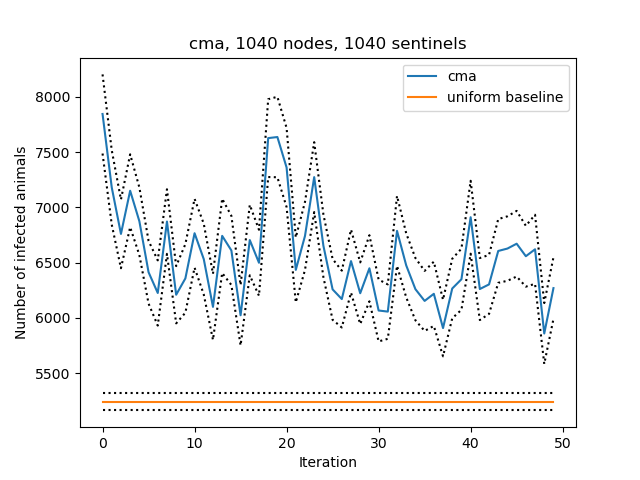 cma, 1040 nodes, 1040 sentinels
cma
uniform baseline
Number of infected animals
8000
7500
7000
6500
6000
5500
0 10 20 30 40 50
Iteration